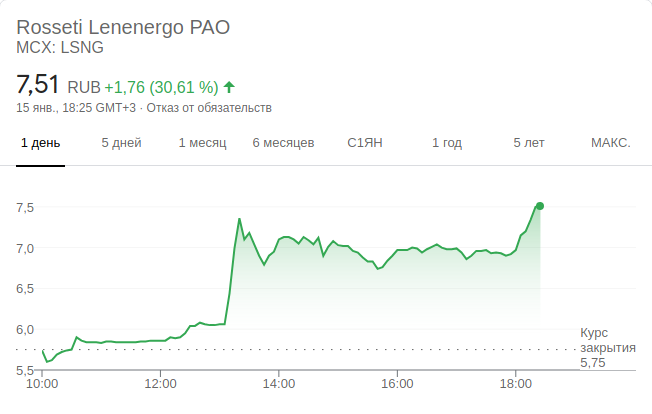 Rosseti Lenenergo PAO
MCX: LSNG
7,51 RUB +1,76 (30,61 %)
15 янв., 18:25 GMT+3 · Отказ от обязательств
1 день 5 дней 1 месяц 6 месяцев С1ЯН 1 год 5 лет МАКС.
7,5
7,0
6,5
6,0
5,5
Курс
закрытия
5,75
10:00 12:00 14:00 16:00 18:00